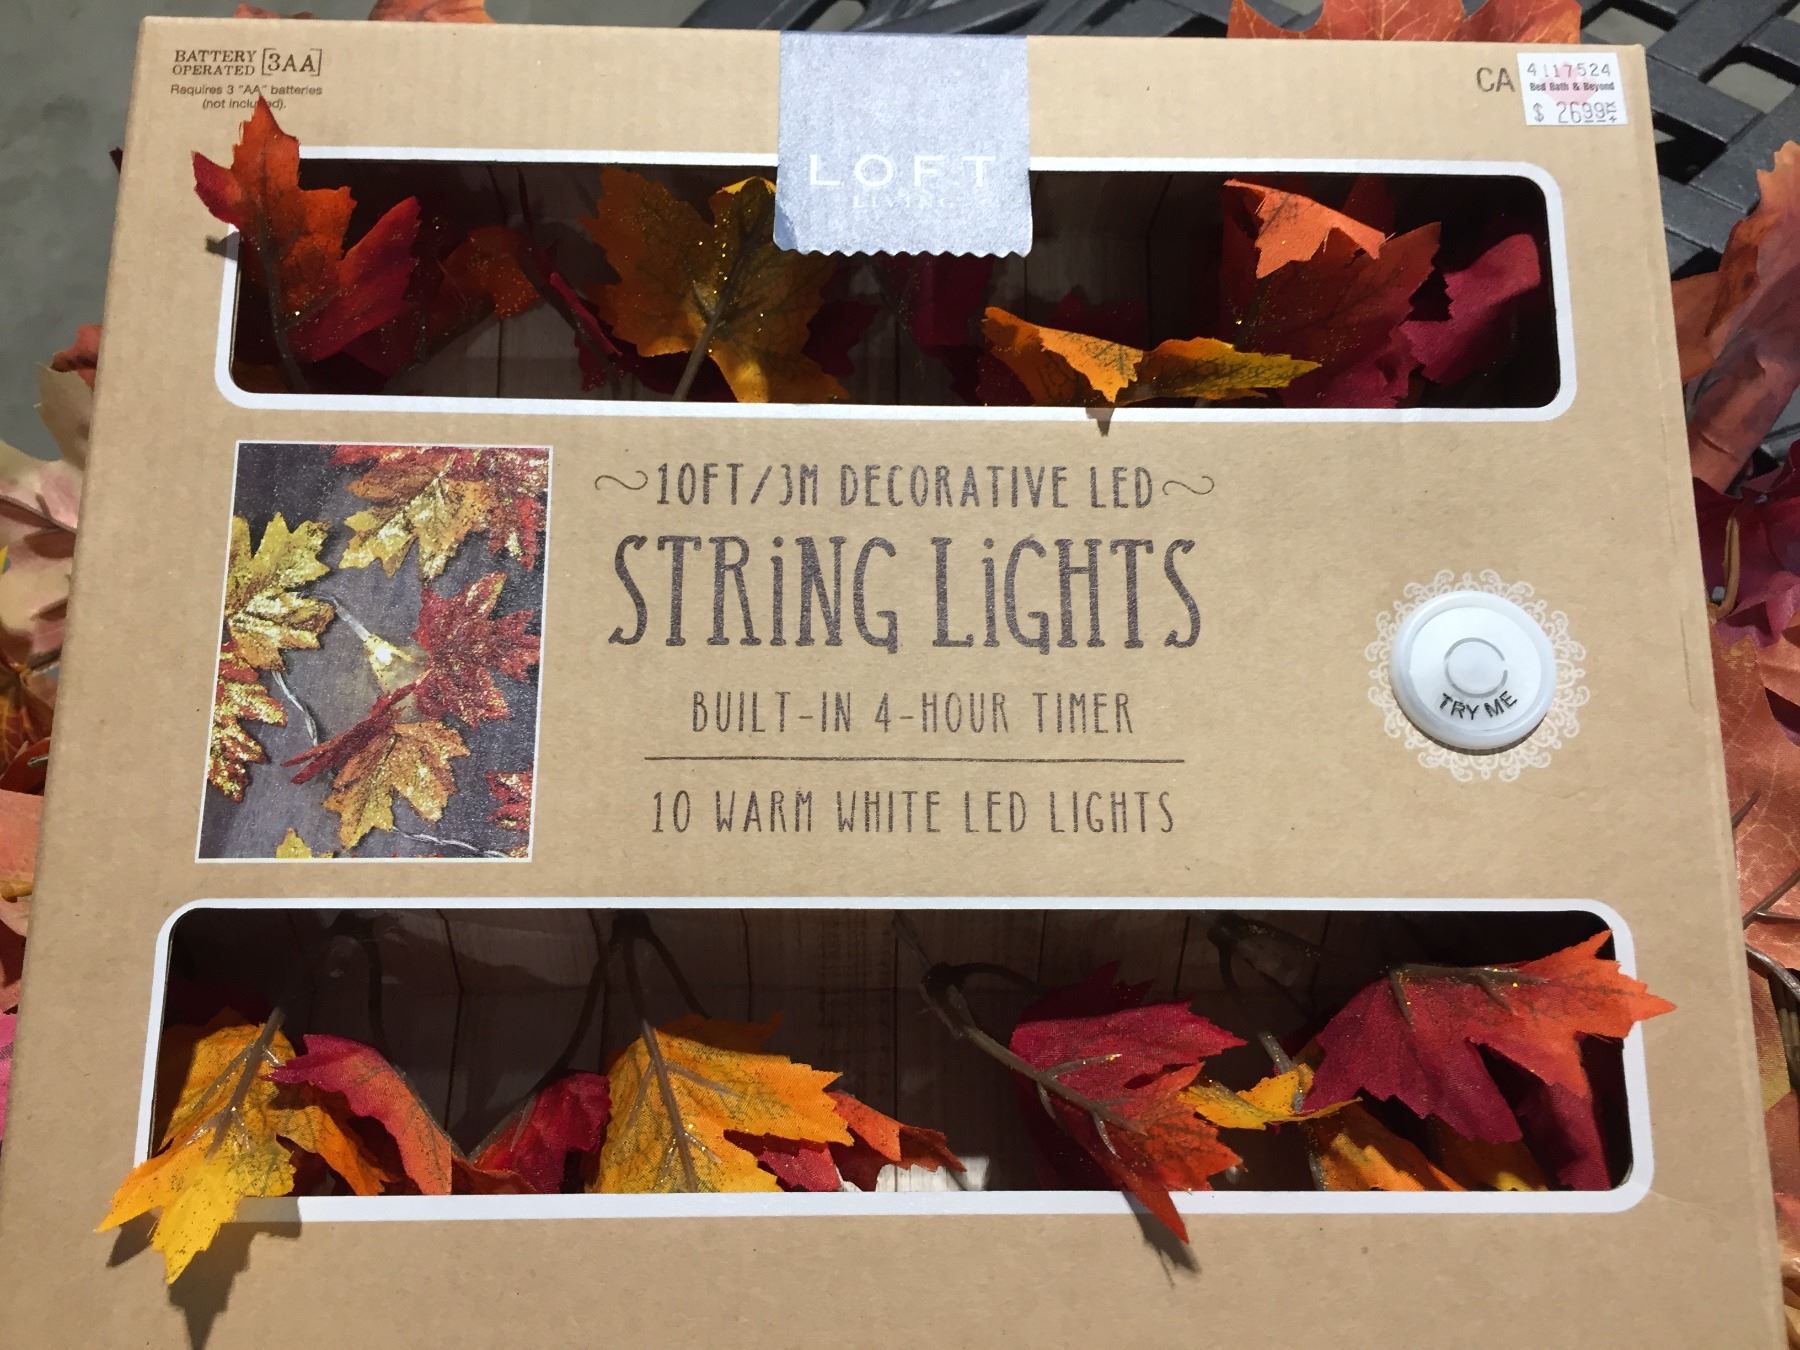 BATTERY OPERATED [3AA]
Requires 3 "AA" batteries
(not included).
LOFT
LIVING
CA
4117524
Bed Bath & Beyond
$ 26.99
~10FT/3M DECORATIVE LED~
STRiNG LiGHTS
BUILT-IN 4-HOUR TIMER
10 WARM WHITE LED LIGHTS
TRY ME